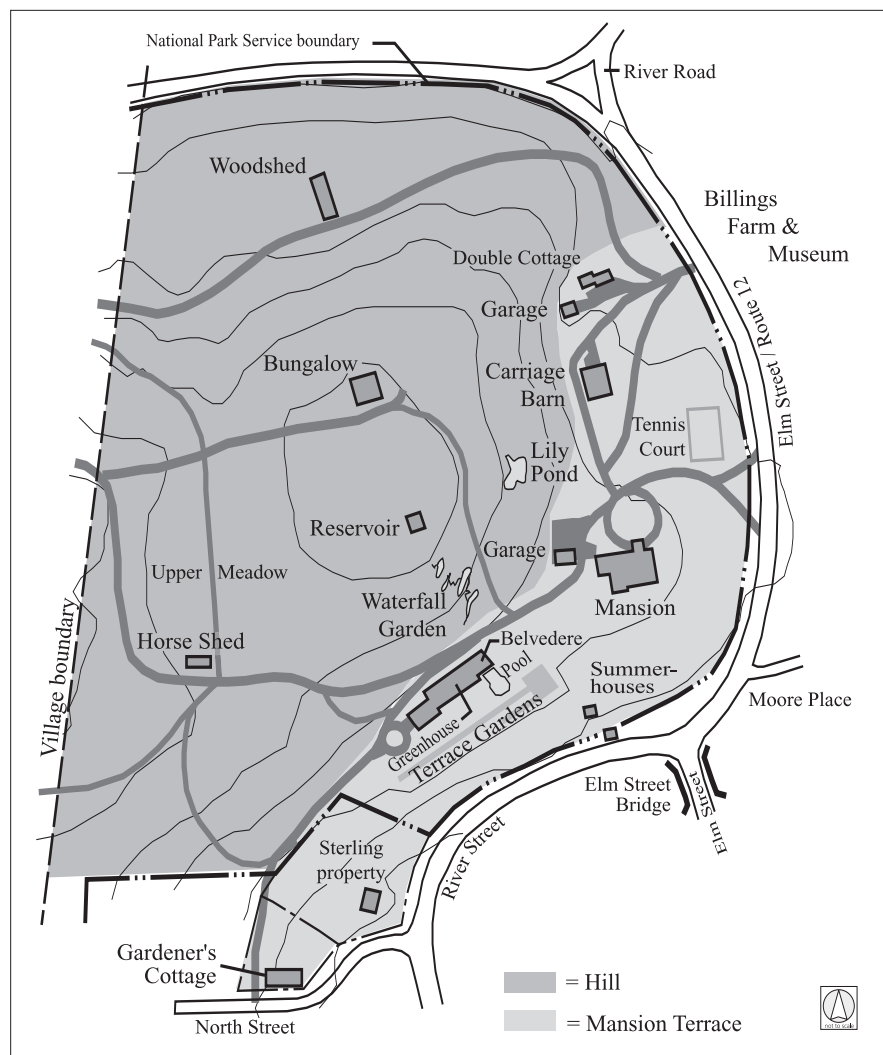 National Park Service boundary
River Road
Woodshed
Billings
Farm &
Museum
Double Cottage
Garage
Elm Street/ Route 12
Bungalow
Carriage
Barn
Tennis
Court
Lily
Pond
Reservoir
Garage
Upper Meadow
Mansion
Waterfall
Garden
Horse Shed
Belvedere
Pool
Summer-
houses
Village boundary
Greenhouse
Terrace Gardens
Moore Place
Elm Street
Bridge
Elm Street
River Street
Sterling
property
Gardener's
Cottage
North Street
= Hill
= Mansion Terrace
not to scale